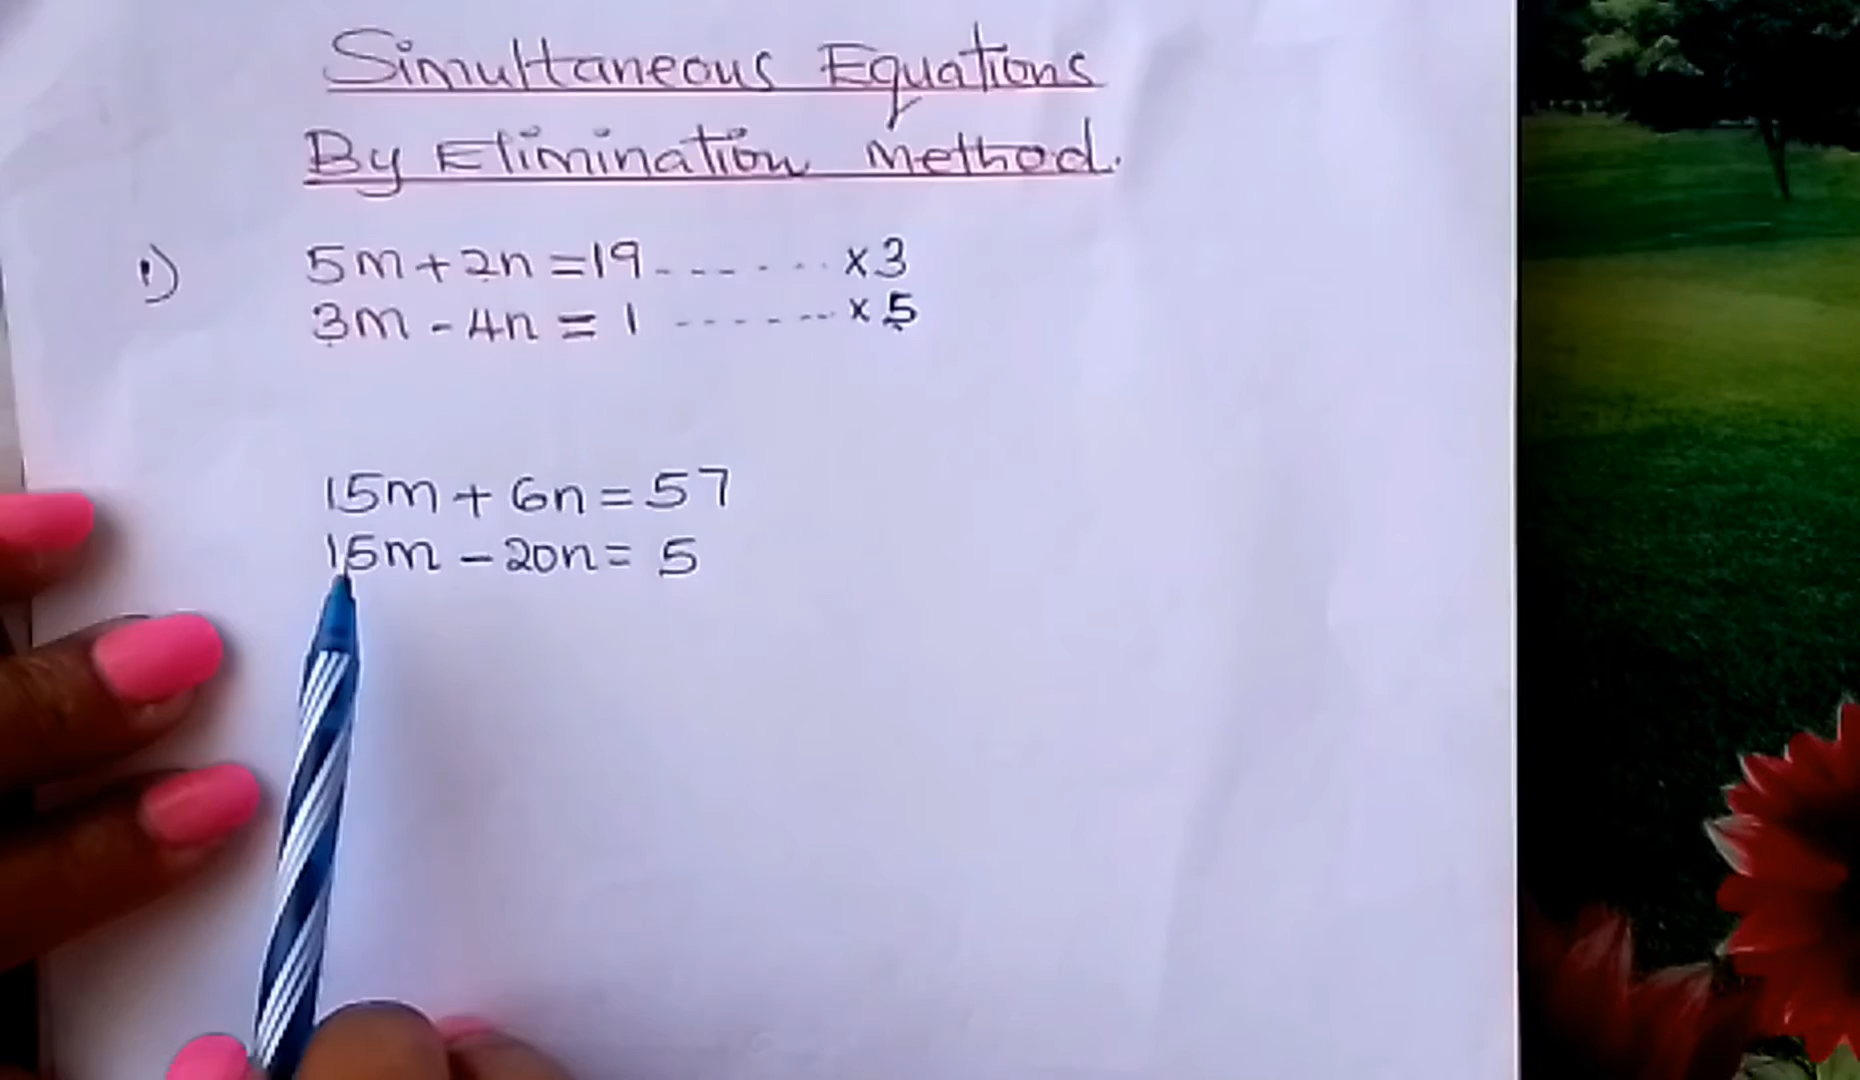 Simultaneous Equations
By Elimination Method.
1) 5m+2n=19 ------- x3
3m-4n=1 ------- x5
15m+6n=57
15m-20n=5